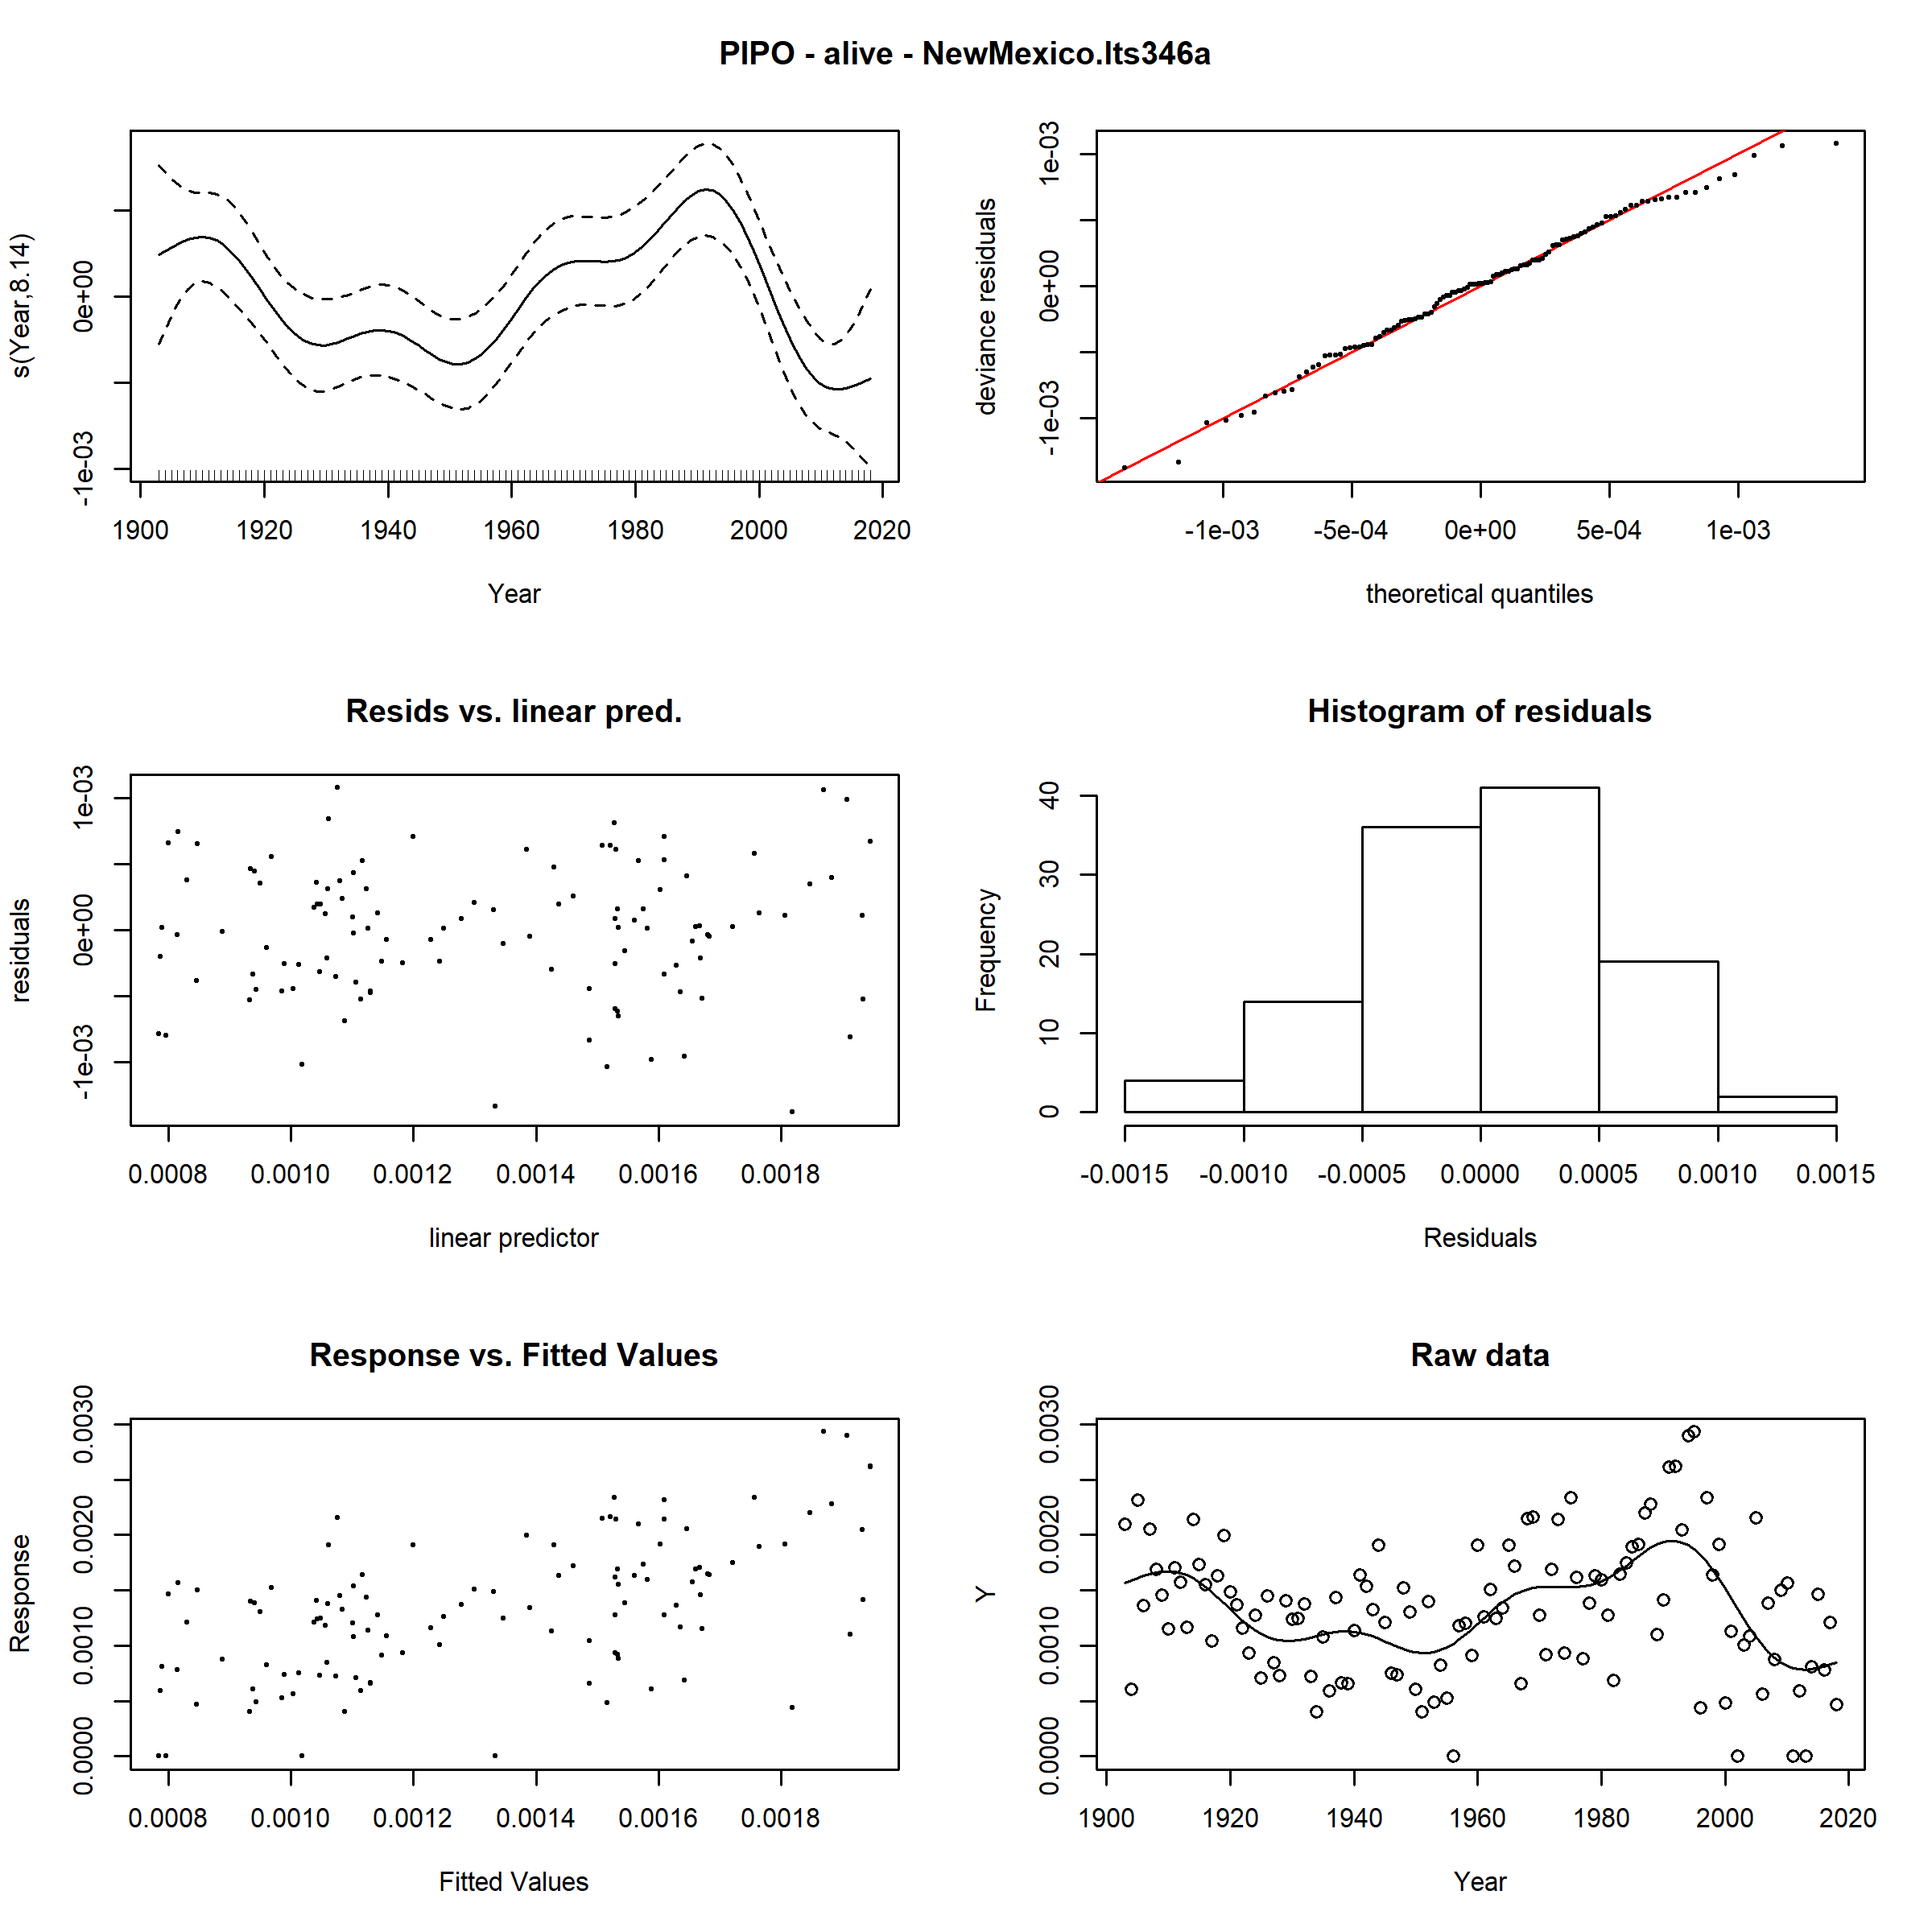 PIPO - alive - NewMexico.lts346a
s(Year,8.14)
-1e-03 0e+00
1900 1920 1940 1960 1980 2000 2020
Year
deviance residuals
-1e-03 0e+00 1e-03
-1e-03 -5e-04 0e+00 5e-04 1e-03
theoretical quantiles
Resids vs. linear pred.
residuals
-1e-03 0e+00 1e-03
0.0008 0.0010 0.0012 0.0014 0.0016 0.0018
linear predictor
Histogram of residuals
Frequency
0 10 20 30 40
-0.0015 -0.0010 -0.0005 0.0000 0.0005 0.0010 0.0015
Residuals
Response vs. Fitted Values
Response
0.0000 0.0010 0.0020 0.0030
0.0008 0.0010 0.0012 0.0014 0.0016 0.0018
Fitted Values
Raw data
Y
0.0000 0.0010 0.0020 0.0030
1900 1920 1940 1960 1980 2000 2020
Year